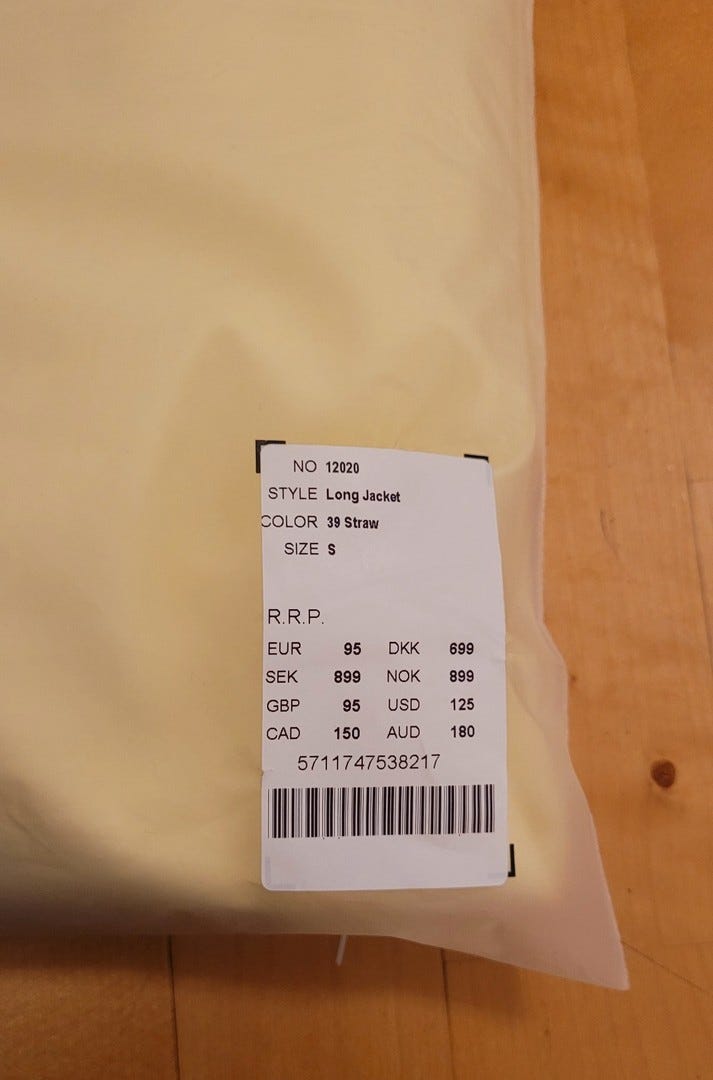 NO 12020
STYLE Long Jacket
COLOR 39 Straw
SIZE S
R.R.P.
EUR 95 DKK 699
SEK 899 NOK 899
GBP 95 USD 125
CAD 150 AUD 180
5711747538217